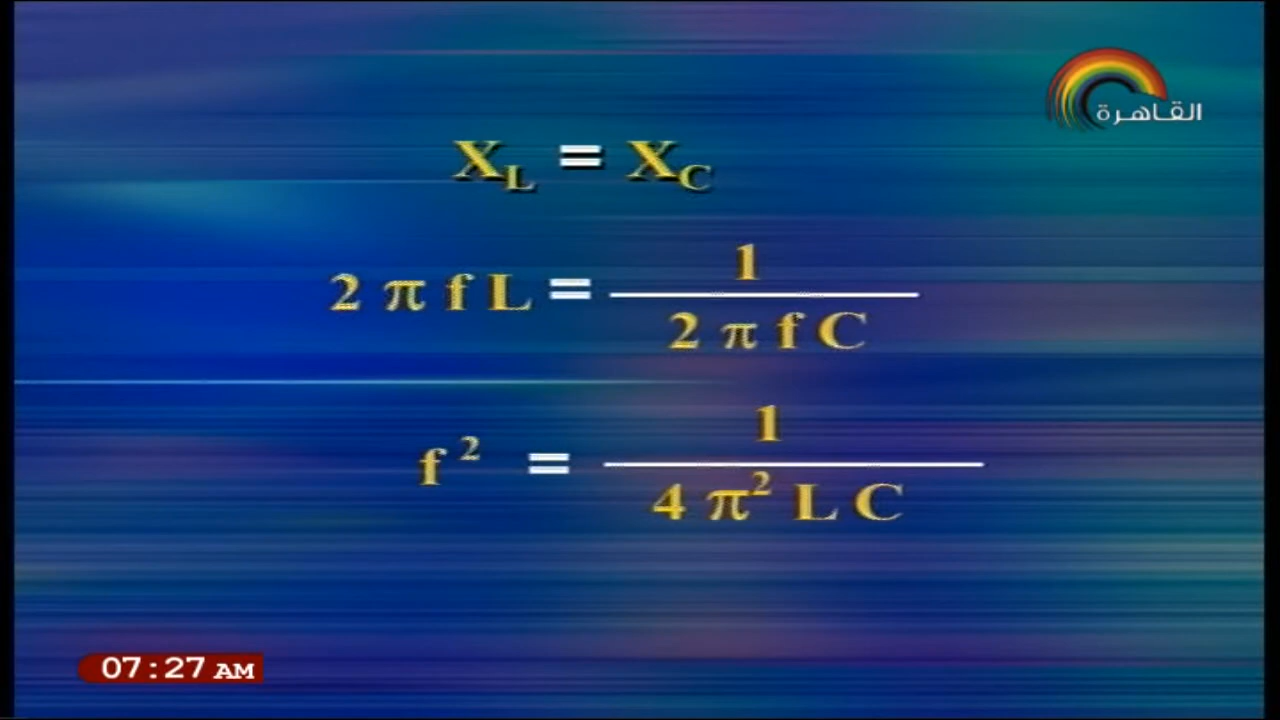 القاهرة
X_L = X_C
2 π f L = 1 / 2 π f C
f² = 1 / 4 π² L C
07:27 AM